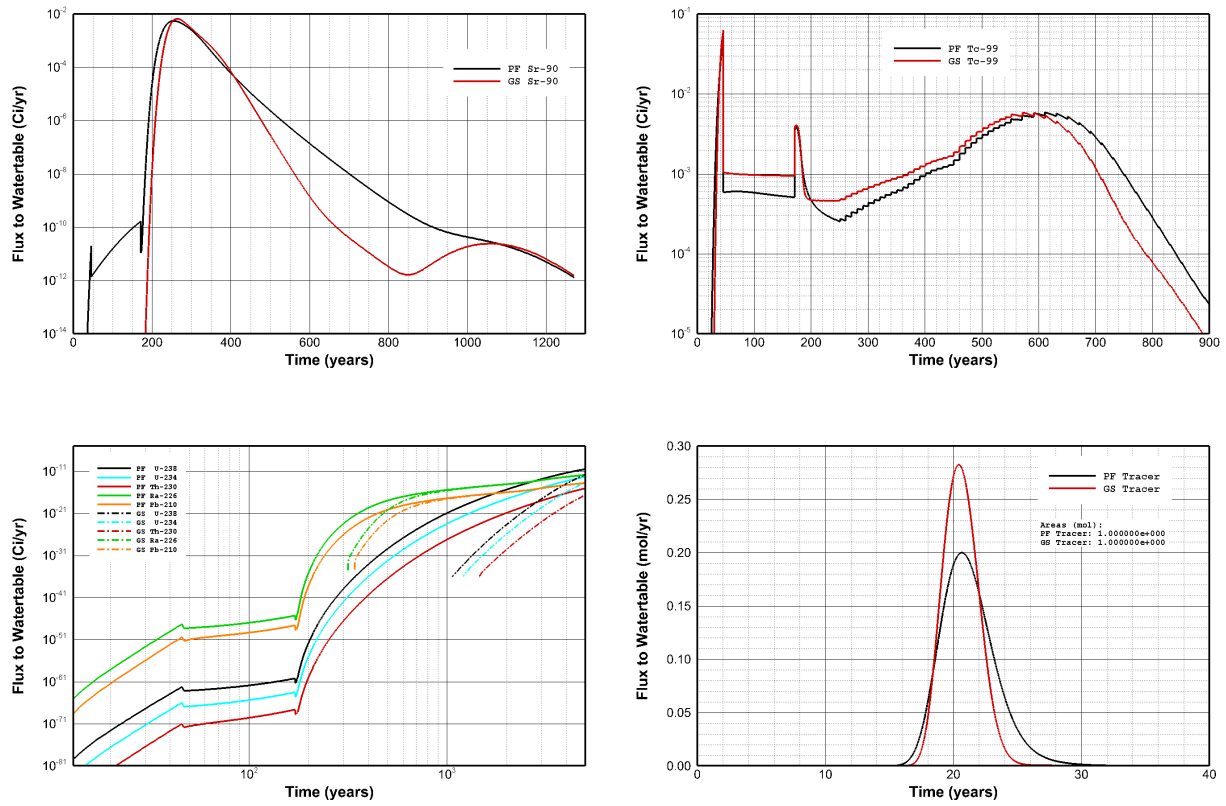 Flux to Watertable (Ci/yr)
10-2
10-4
10-6
10-8
10-10
10-12
10-14
PF Sr-90
GS Sr-90
0 200 400 600 800 1000 1200
Time (years)
Flux to Watertable (Ci/yr)
10-1
10-2
10-3
10-4
10-5
PF Tc-99
GS Tc-99
0 100 200 300 400 500 600 700 800 900
Time (years)
Flux to Watertable (Ci/yr)
10-11
10-21
10-31
10-41
10-51
10-61
10-71
10-81
PF U-238
PF U-234
PF Th-230
PF Ra-226
PF Pb-210
GS U-238
GS U-234
GS Th-230
GS Ra-226
GS Pb-210
102 103
Time (years)
Flux to Watertable (mol/yr)
0.30
0.25
0.20
0.15
0.10
0.05
0.00
PF Tracer
GS Tracer
Areas (mol):
PF Tracer: 1.000000e+000
GS Tracer: 1.000000e+000
0 10 20 30 40
Time (years)